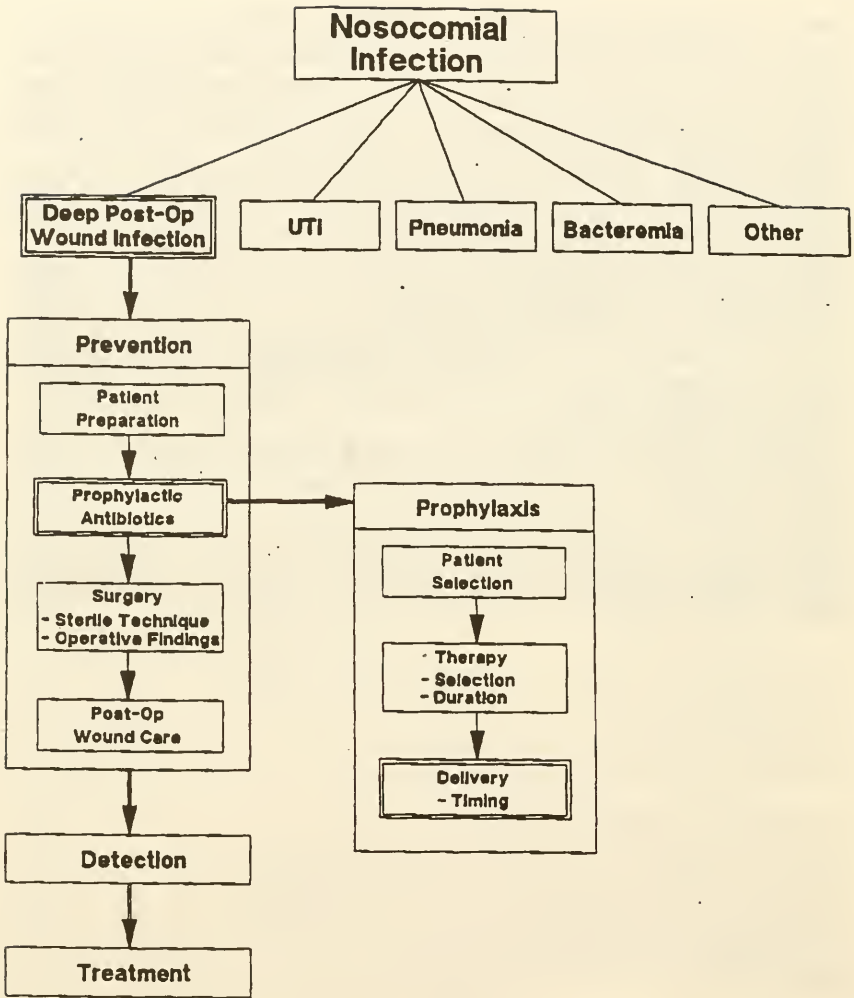 Nosocomial
Infection
Deep Post-Op
Wound Infection
UTI
Pneumonia
Bacteremia
Other
Prevention
Patient
Preparation
Prophylactic
Antibiotics
Surgery
- Sterile Technique
- Operative Findings
Post-Op
Wound Care
Prophylaxis
Patient
Selection
Therapy
- Selection
- Duration
Delivery
- Timing
Detection
Treatment